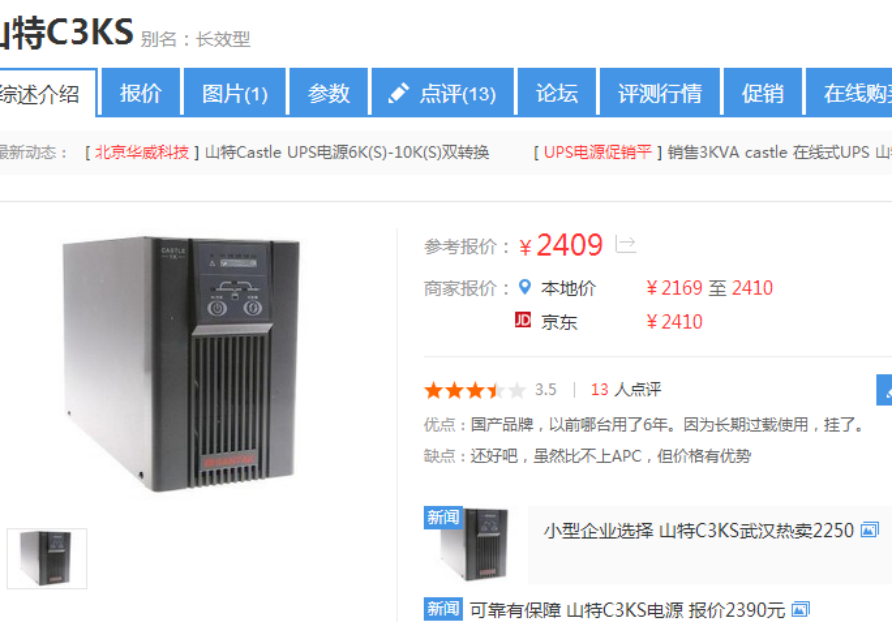 山特C3KS 别名：长效型
综述介绍 报价 图片(1) 参数 点评(13) 论坛 评测行情 促销 在线购买
最新动态： [ 北京华威科技 ] 山特Castle UPS电源6K(S)-10K(S)双转换 [ UPS电源促销平 ] 销售3KVA castle 在线式UPS 山
CASTLE
1K
参考报价：¥2409
商家报价： 本地价 ¥2169 至 2410
JD 京东 ¥2410
3.5 | 13 人点评
优点：国产品牌，以前哪台用了6年。因为长期过载使用，挂了。
缺点：还好吧，虽然比不上APC，但价格有优势
新闻 小型企业选择 山特C3KS武汉热卖2250
新闻 可靠有保障 山特C3KS电源 报价2390元